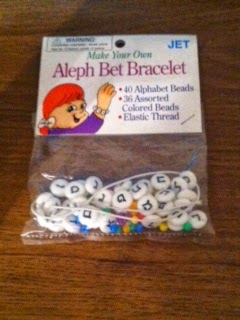 WARNING:
JET
Make Your Own
Aleph Bet Bracelet
• 40 Alphabet Beads
• 36 Assorted
Colored Beads
• Elastic Thread